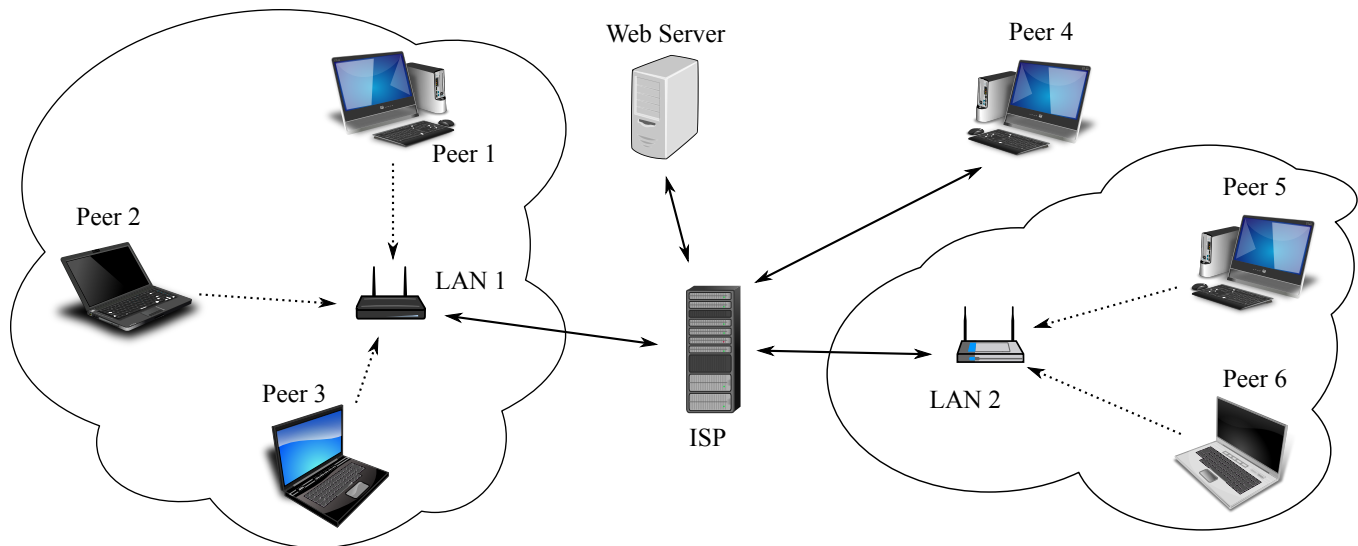 Web Server
Peer 4
Peer 1
Peer 5
Peer 2
LAN 1
Peer 3
LAN 2
Peer 6
ISP